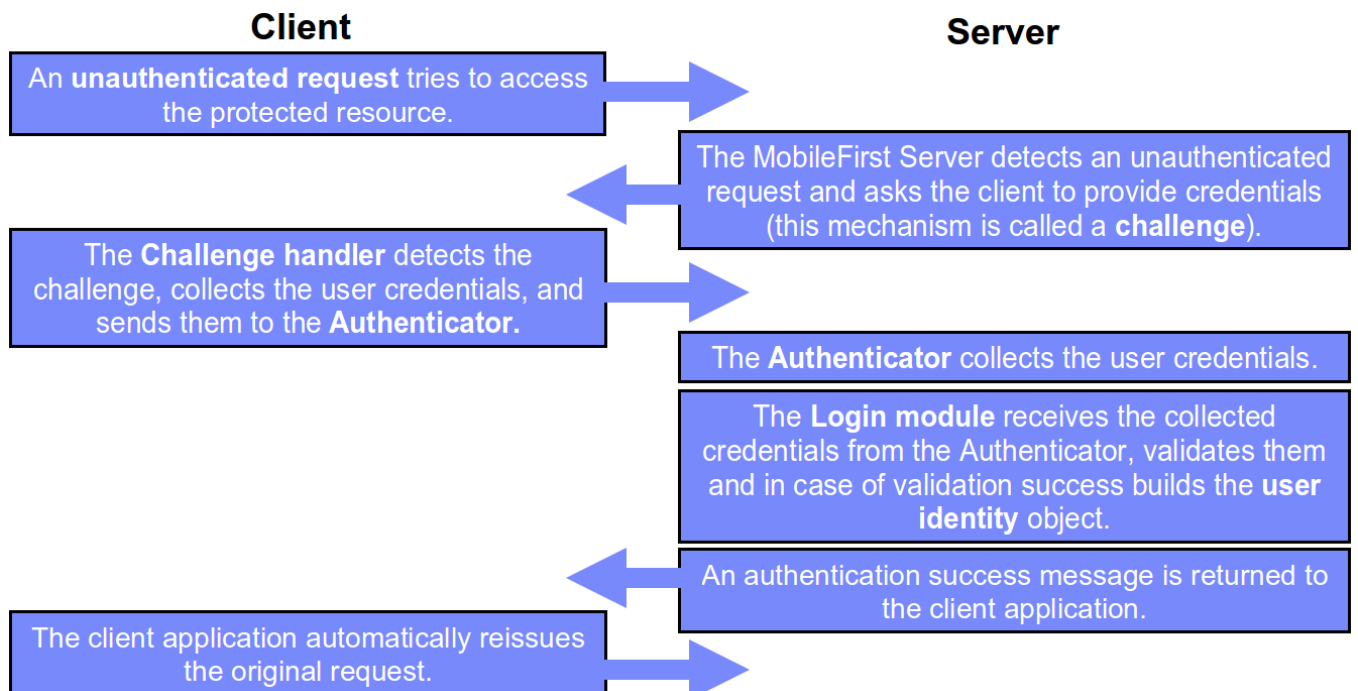 Client
Server
An unauthenticated request tries to access
the protected resource.
The MobileFirst Server detects an unauthenticated
request and asks the client to provide credentials
(this mechanism is called a challenge).
The Challenge handler detects the
challenge, collects the user credentials, and
sends them to the Authenticator.
The Authenticator collects the user credentials.
The Login module receives the collected
credentials from the Authenticator, validates them
and in case of validation success builds the user
identity object.
An authentication success message is returned to
the client application.
The client application automatically reissues
the original request.